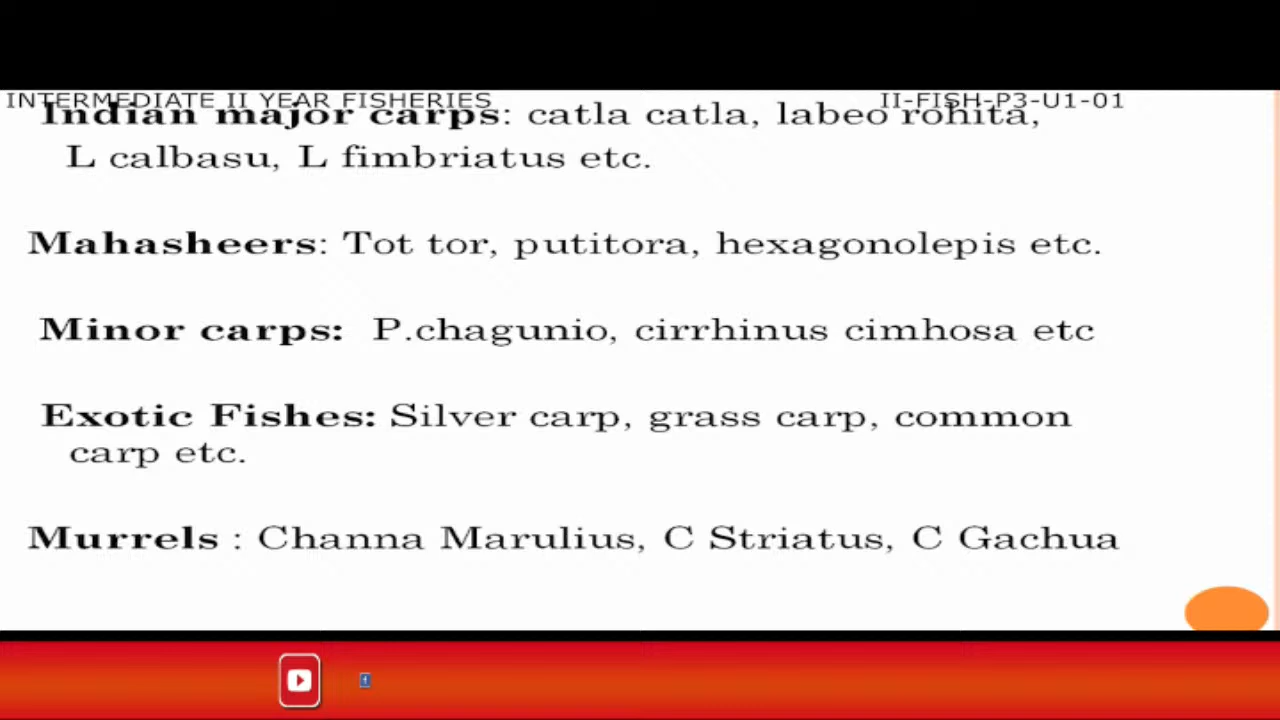 INTERMEDIATE II YEAR FISHERIES II-FISH-P3-U1-01
Indian major carps: catla catla, labeo rohita,
L calbasu, L fimbriatus etc.
Mahasheers: Tot tor, putitora, hexagonolepis etc.
Minor carps: P.chagunio, cirrhinus cimhosa etc
Exotic Fishes: Silver carp, grass carp, common
carp etc.
Murrels : Channa Marulius, C Striatus, C Gachua